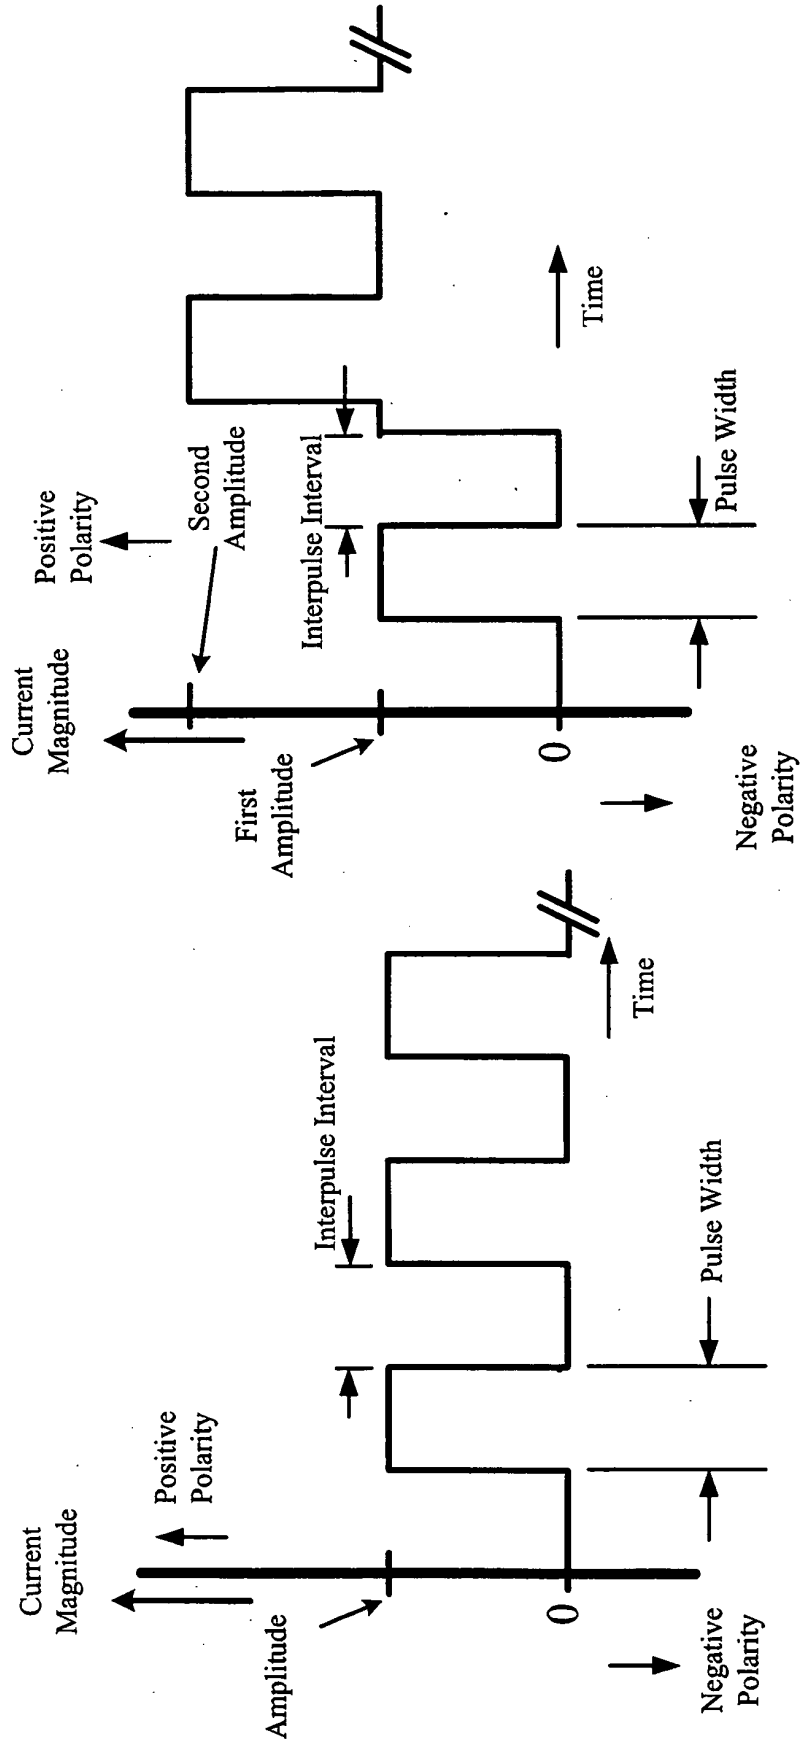 Current
Magnitude
Positive
Polarity
Amplitude
0
Negative
Polarity
Interpulse Interval
Pulse Width
Time
Current
Magnitude
Positive
Polarity
First
Amplitude
Second
Amplitude
0
Negative
Polarity
Interpulse Interval
Pulse Width
Time